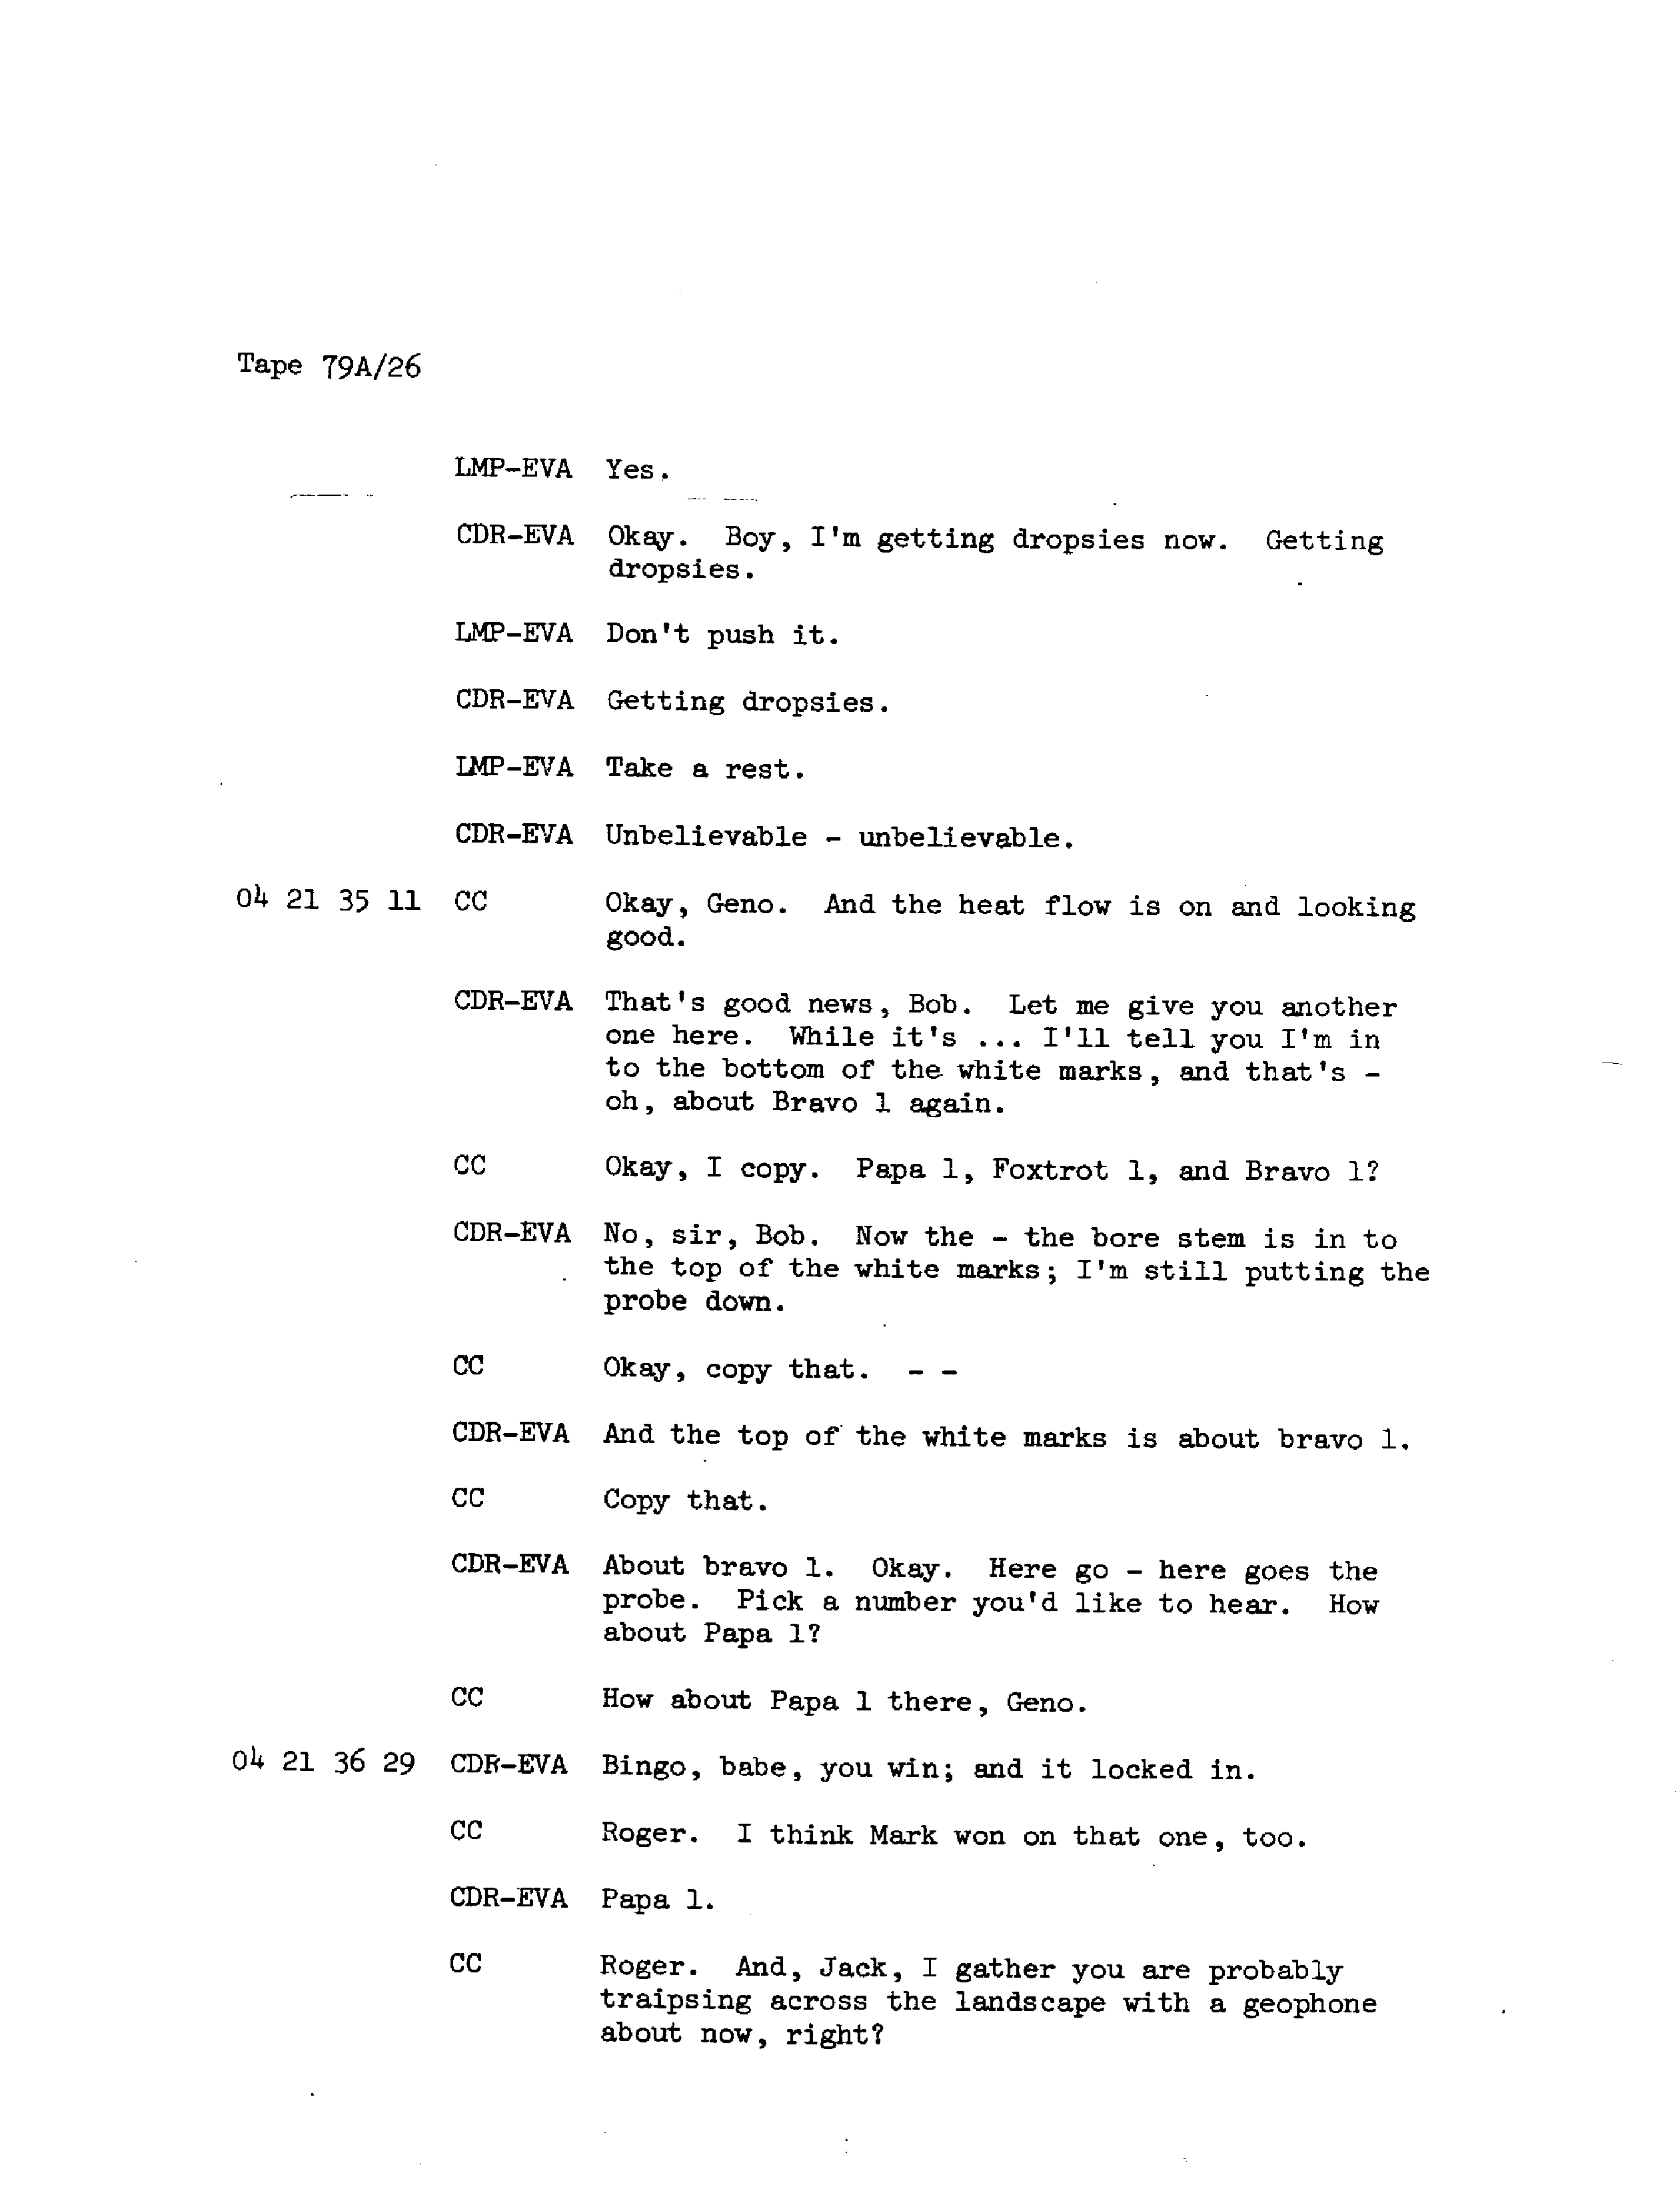 Tape 79A/26
LMP-EVA Yes.
CDR-EVA Okay. Boy, I'm getting dropsies now. Getting
dropsies.
LMP-EVA Don't push it.
CDR-EVA Getting dropsies.
LMP-EVA Take a rest.
CDR-EVA Unbelievable - unbelievable.
04 21 35 11 CC Okay, Geno. And the heat flow is on and looking
good.
CDR-EVA That's good news, Bob. Let me give you another
one here. While it's ... I'll tell you I'm in
to the bottom of the white marks, and that's -
oh, about Bravo 1 again.
CC Okay, I copy. Papa 1, Foxtrot 1, and Bravo 1?
CDR-EVA No, sir, Bob. Now the - the bore stem is in to
the top of the white marks; I'm still putting the
probe down.
CC Okay, copy that. - -
CDR-EVA And the top of the white marks is about bravo 1.
CC Copy that.
CDR-EVA About bravo 1. Okay. Here go - here goes the
probe. Pick a number you'd like to hear. How
about Papa 1?
CC How about Papa 1 there, Geno.
04 21 36 29 CDR-EVA Bingo, babe, you win; and it locked in.
CC Roger. I think Mark won on that one, too.
CDR-EVA Papa 1.
CC Roger. And, Jack, I gather you are probably
traipsing across the landscape with a geophone
about now, right?